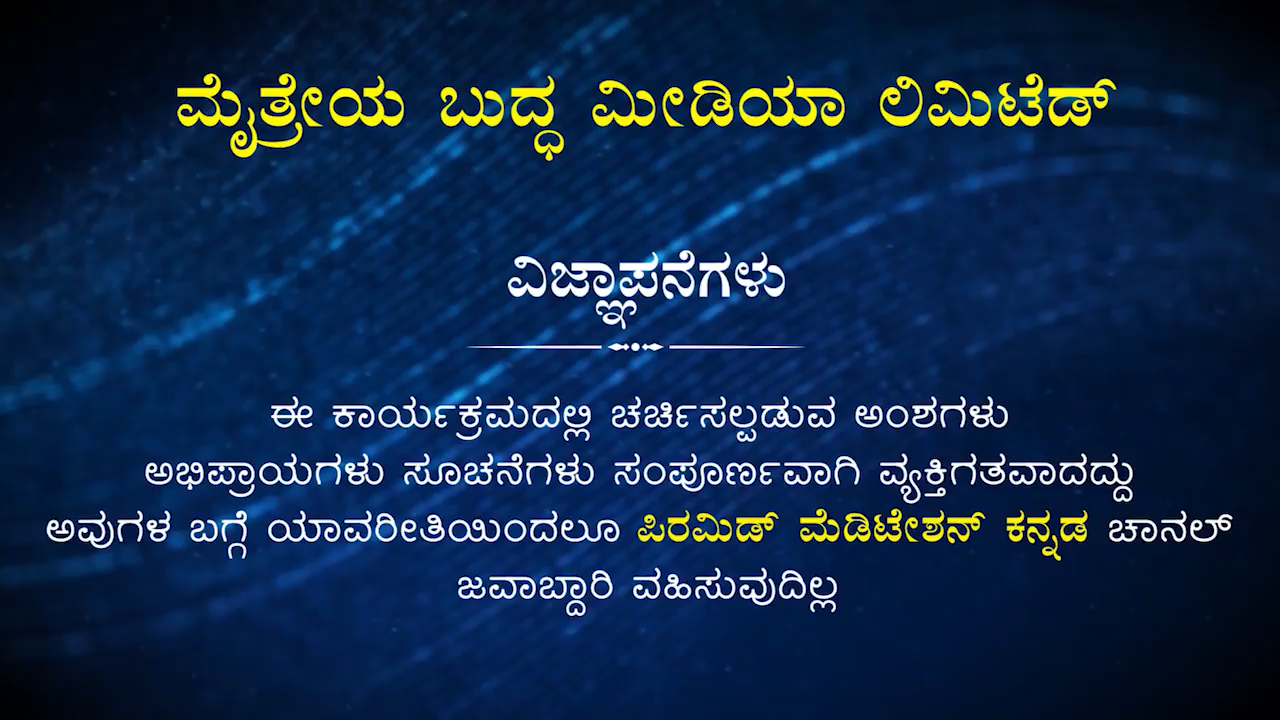 ಮೈತ್ರೇಯ ಬುದ್ಧ ಮೀಡಿಯಾ ಲಿಮಿಟೆಡ್
ವಿಜ್ಞಾಪನೆಗಳು
ಈ ಕಾರ್ಯಕ್ರಮದಲ್ಲಿ ಚರ್ಚಿಸಲ್ಪಡುವ ಅಂಶಗಳು
ಅಭಿಪ್ರಾಯಗಳು ಸೂಚನೆಗಳು ಸಂಪೂರ್ಣವಾಗಿ ವ್ಯಕ್ತಿಗತವಾದದ್ದು
ಅವುಗಳ ಬಗ್ಗೆ ಯಾವರೀತಿಯಿಂದಲೂ ಪಿರಮಿಡ್ ಮೆಡಿಟೇಶನ್ ಕನ್ನಡ ಚಾನಲ್
ಜವಾಬ್ದಾರಿ ವಹಿಸುವುದಿಲ್ಲ